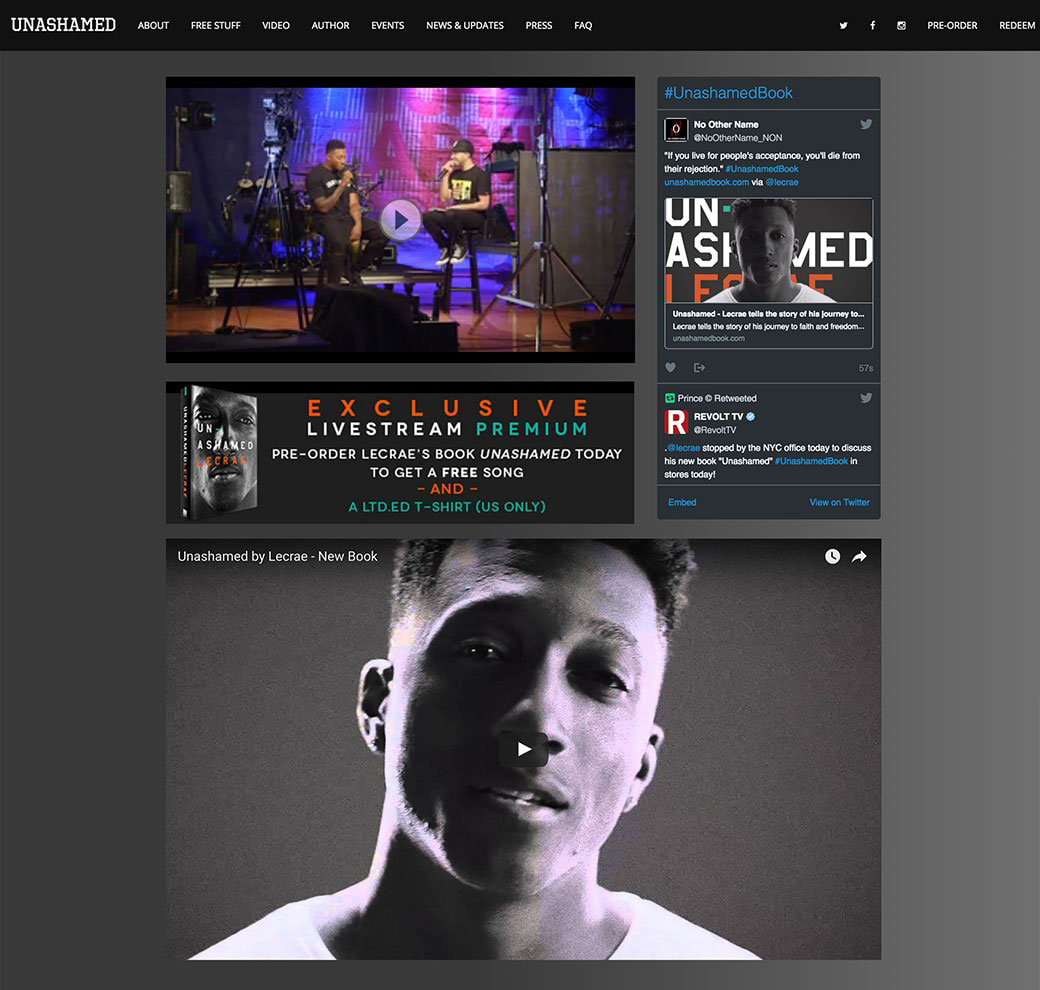 UNASHAMED ABOUT FREE STUFF VIDEO AUTHOR EVENTS NEWS & UPDATES PRESS FAQ PRE-ORDER REDEEM
#UnashamedBook
No Other Name
@NoOtherName_NON
"If you live for people's acceptance, you'll die from
their rejection." #UnashamedBook
unashamedbook.com via @lecrae
UN-
ASHAMED
LECRAE
Unashamed - Lecrae tells the story of his journey to...
Lecrae tells the story of his journey to faith and freedom...
unashamedbook.com
57s
Prince © Retweeted
R
REVOLT TV
@RevoltTV
.@lecrae stopped by the NYC office today to discuss
his new book "Unashamed" #UnashamedBook in
stores today!
Embed View on Twitter
UNASHAMED LECRAE
UN-
ASHAMED
LECRAE
EXCLUSIVE
LIVESTREAM PREMIUM
PRE-ORDER LECRAE'S BOOK UNASHAMED TODAY
TO GET A FREE SONG
- AND -
A LTD.ED T-SHIRT (US ONLY)
Unashamed by Lecrae - New Book